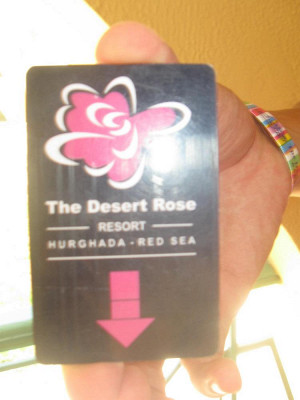 The Desert Rose
RESORT
HURGHADA - RED SEA